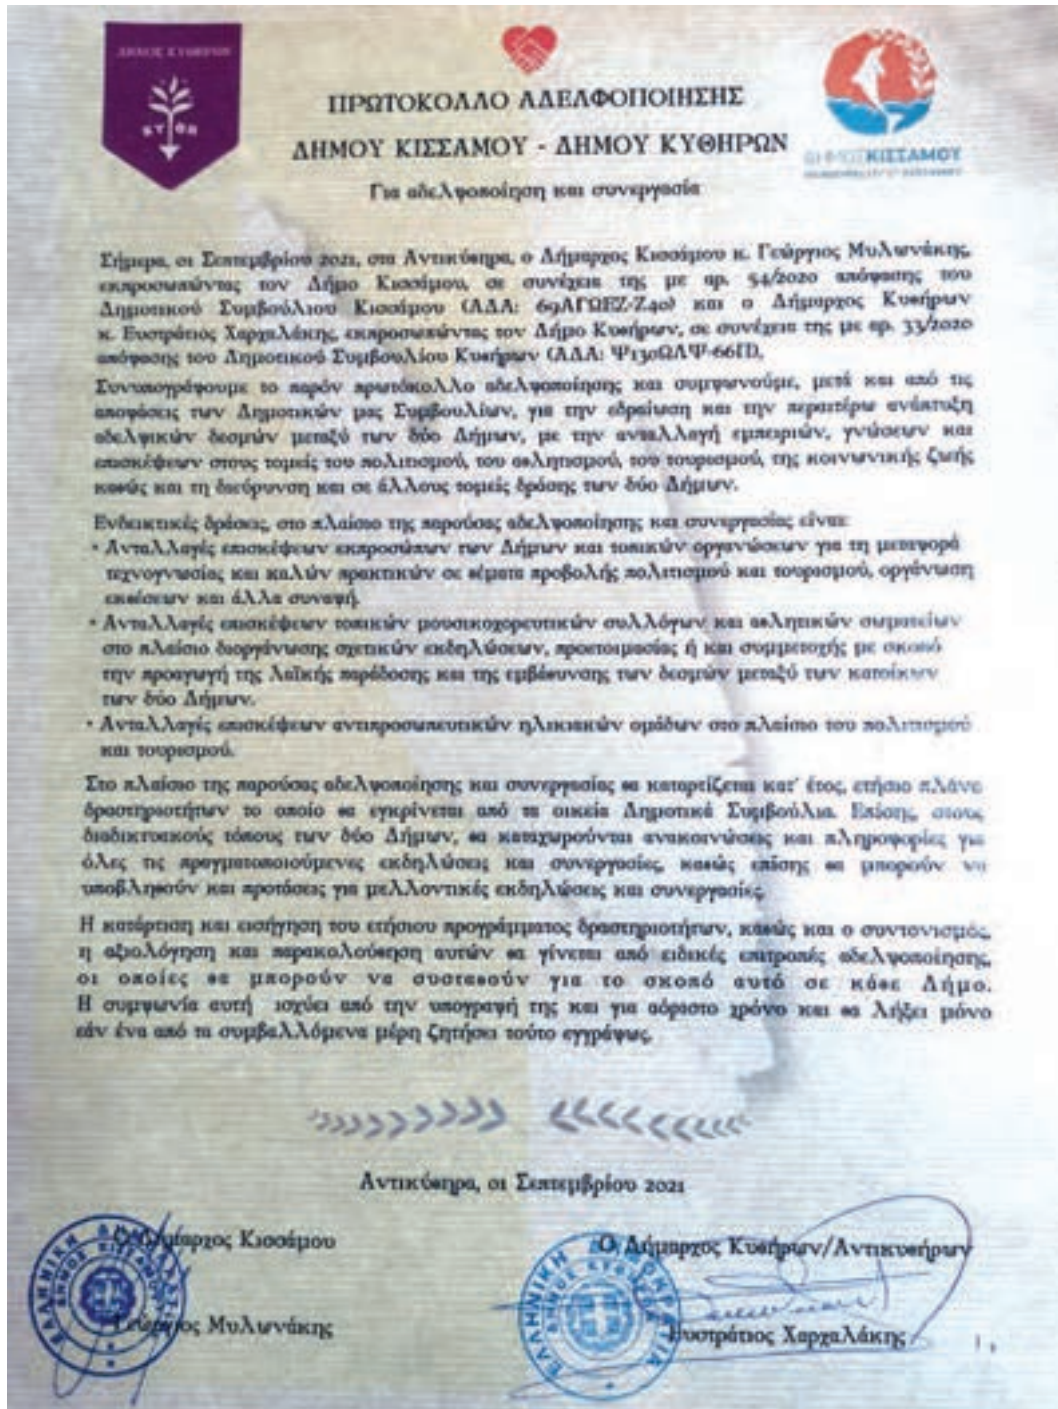 ΔΗΜΟΣ ΚΥΘΗΡΩΝ
ΚΥΘΗ
ΠΡΩΤΟΚΟΛΛΟ ΑΔΕΛΦΟΠΟΙΗΣΗΣ
ΔΗΜΟΥ ΚΙΣΣΑΜΟΥ - ΔΗΜΟΥ ΚΥΘΗΡΩΝ
ΔΗΜΟΣ ΚΙΣΣΑΜΟΥ
Για αδελφοποίηση και συνεργασία
Σήμερα, 01 Σεπτεμβρίου 2021, στα Αντικύθηρα, ο Δήμαρχος Κισσάμου κ. Γεώργιος Μυλωνάκης,
εκπροσωπώντας τον Δήμο Κισσάμου, σε συνέχεια της με αρ. 54/2020 απόφασης του
Δημοτικού Συμβούλιου Κισσάμου (ΑΔΑ: 69ΑΓΩΕΖ-Ζ40) και ο Δήμαρχος Κυθήρων
κ. Ευστράτιος Χαρχαλάκης, εκπροσωπώντας τον Δήμο Κυθήρων, σε συνέχεια της με αρ. 33/2020
απόφασης του Δημοτικού Συμβουλίου Κυθήρων (ΑΔΑ: Ψ130ΩΛΨ-66Π),
Συνυπογράφουμε το παρόν πρωτόκολλο αδελφοποίησης και συμφωνούμε, μετά και από τις
αποφάσεις των Δημοτικών μας Συμβουλίων, για την εδραίωση και την περαιτέρω ανάπτυξη
αδελφικών δεσμών μεταξύ των δύο Δήμων, με την ανταλλαγή εμπειριών, γνώσεων και
επισκέψεων στους τομείς του πολιτισμού, του αθλητισμού, του τουρισμού, της κοινωνικής ζωής
καθώς και τη διεύρυνση και σε άλλους τομείς δράσης των δύο Δήμων.
Ενδεικτικές δράσεις, στο πλαίσιο της παρούσας αδελφοποίησης και συνεργασίας είναι:
• Ανταλλαγές επισκέψεων εκπροσώπων των Δήμων και τοπικών οργανώσεων για τη μεταφορά
τεχνογνωσίας και καλών πρακτικών σε θέματα προβολής πολιτισμού και τουρισμού, οργάνωση
εκθέσεων και άλλα συναφή.
• Ανταλλαγές επισκέψεων τοπικών μουσικοχορευτικών συλλόγων και αθλητικών σωματείων
στο πλαίσιο διοργάνωσης σχετικών εκδηλώσεων, προετοιμασίας ή και συμμετοχής με σκοπό
την προαγωγή της λαϊκής παράδοσης και της εμβάθυνσης των δεσμών μεταξύ των κατοίκων
των δύο Δήμων.
• Ανταλλαγές επισκέψεων αντιπροσωπευτικών ηλικιακών ομάδων στο πλαίσιο του πολιτισμού
και τουρισμού.
Στο πλαίσιο της παρούσας αδελφοποίησης και συνεργασίας θα καταρτίζεται κατ' έτος, ετήσιο πλάνο
δραστηριοτήτων το οποίο θα εγκρίνεται από τα οικεία Δημοτικά Συμβούλια. Επίσης, στους
διαδικτυακούς τόπους των δύο Δήμων, θα καταχωρούνται ανακοινώσεις και πληροφορίες για
όλες τις πραγματοποιούμενες εκδηλώσεις και συνεργασίες, καθώς επίσης θα μπορούν να
υποβληθούν και προτάσεις για μελλοντικές εκδηλώσεις και συνεργασίες.
Η κατάρτιση και εισήγηση του ετήσιου προγράμματος δραστηριοτήτων, καθώς και ο συντονισμός,
η αξιολόγηση και παρακολούθηση αυτών θα γίνεται από ειδικές επιτροπές αδελφοποίησης,
οι οποίες θα μπορούν να συσταθούν για το σκοπό αυτό σε κάθε Δήμο.
Η συμφωνία αυτή ισχύει από την υπογραφή της και για αόριστο χρόνο και θα λήξει μόνο
εάν ένα από τα συμβαλλόμενα μέρη ζητήσει τούτο εγγράφως.
Αντικύθηρα, 01 Σεπτεμβρίου 2021
Ο Δήμαρχος Κισσάμου
Ο Δήμαρχος Κυθήρων/Αντικυθήρων
Γεώργιος Μυλωνάκης
Ευστράτιος Χαρχαλάκης
ΕΛΛΗΝΙΚΗ ΔΗΜΟΚΡΑΤΙΑ
ΔΗΜΟΣ ΚΙΣΣΑΜΟΥ
ΕΛΛΗΝΙΚΗ ΔΗΜΟΚΡΑΤΙΑ
ΔΗΜΟΣ ΚΥΘΗΡΩΝ